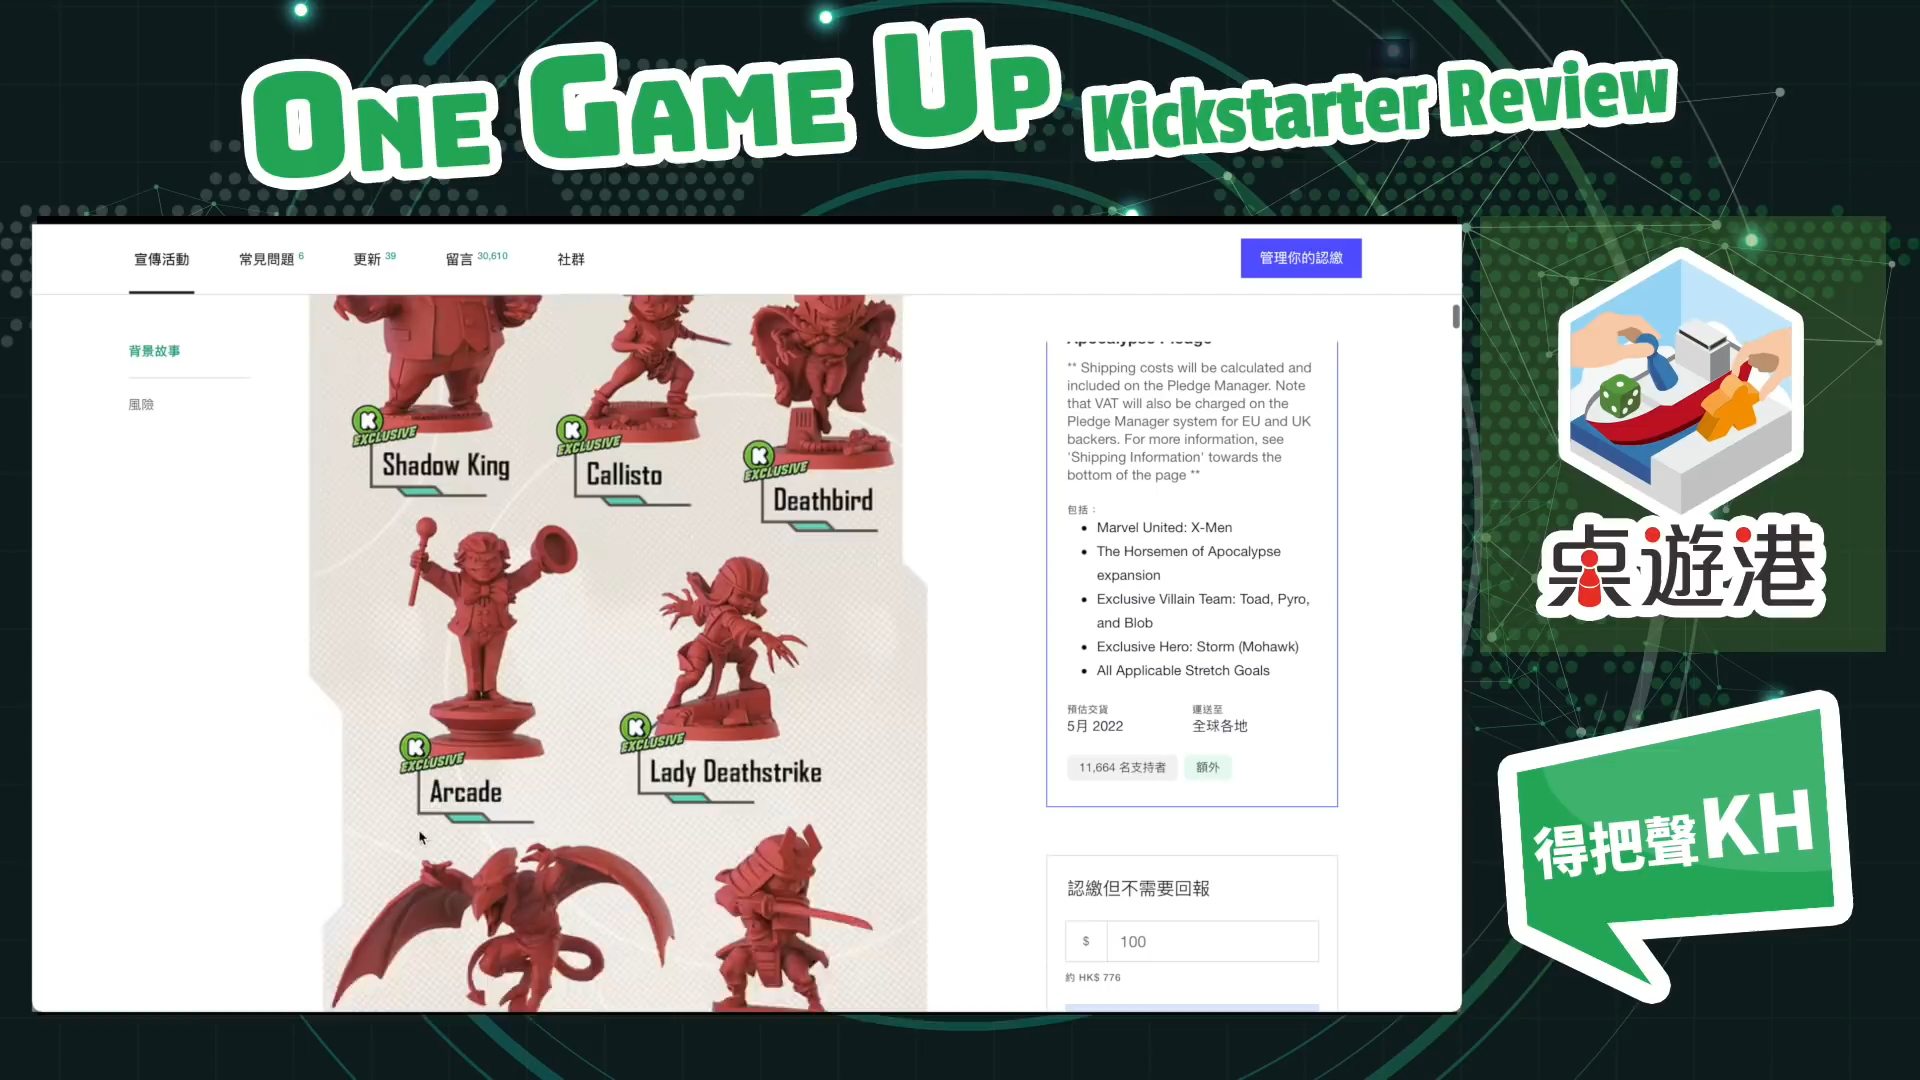 ONE GAME UP Kickstarter Review
宣傳活動
常見問題 6
更新 39
留言 30,610
社群
管理你的認繳
背景故事
風險
EXCLUSIVE
Shadow King
EXCLUSIVE
Callisto
EXCLUSIVE
Deathbird
EXCLUSIVE
Arcade
EXCLUSIVE
Lady Deathstrike
Apocalypse Pledge
** Shipping costs will be calculated and
included on the Pledge Manager. Note
that VAT will also be charged on the
Pledge Manager system for EU and UK
backers. For more information, see
'Shipping Information' towards the
bottom of the page **
包括：
Marvel United: X-Men
The Horsemen of Apocalypse
expansion
Exclusive Villain Team: Toad, Pyro,
and Blob
Exclusive Hero: Storm (Mohawk)
All Applicable Stretch Goals
預估交貨
5月 2022
運送至
全球各地
11,664 名支持者
額外
認繳但不需要回報
$ 100
約 HK$ 776
桌遊港
得把聲KH